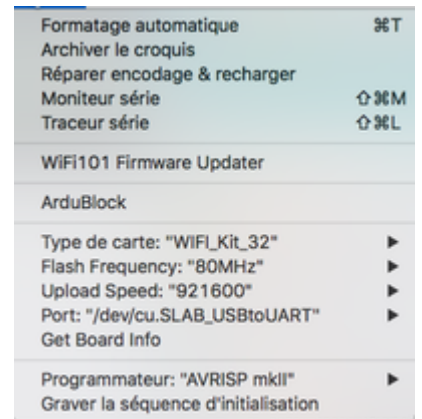 Formatage automatique ⌘T
Archiver le croquis
Réparer encodage & recharger
Moniteur série ⇧⌘M
Traceur série ⇧⌘L
WiFi101 Firmware Updater
ArduBlock
Type de carte: "WIFI_Kit_32"
Flash Frequency: "80MHz"
Upload Speed: "921600"
Port: "/dev/cu.SLAB_USBtoUART"
Get Board Info
Programmateur: "AVRISP mkII"
Graver la séquence d'initialisation